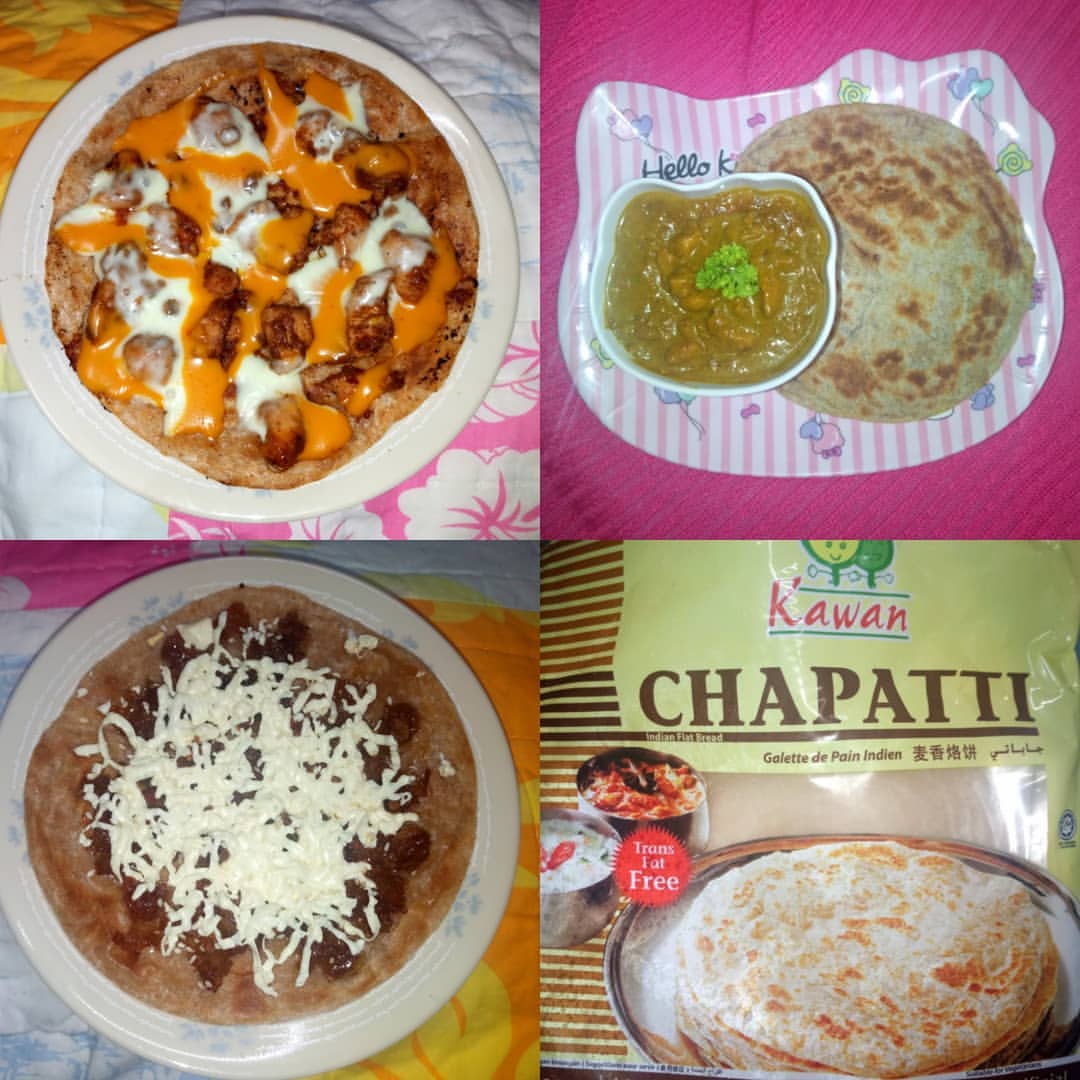 Hello K
Kawan
CHAPATTI
Indian Flat Bread
Galette de Pain Indien 麦香烙饼 جاباتي
Trans
Fat
Free
Suitable for Vegetarians